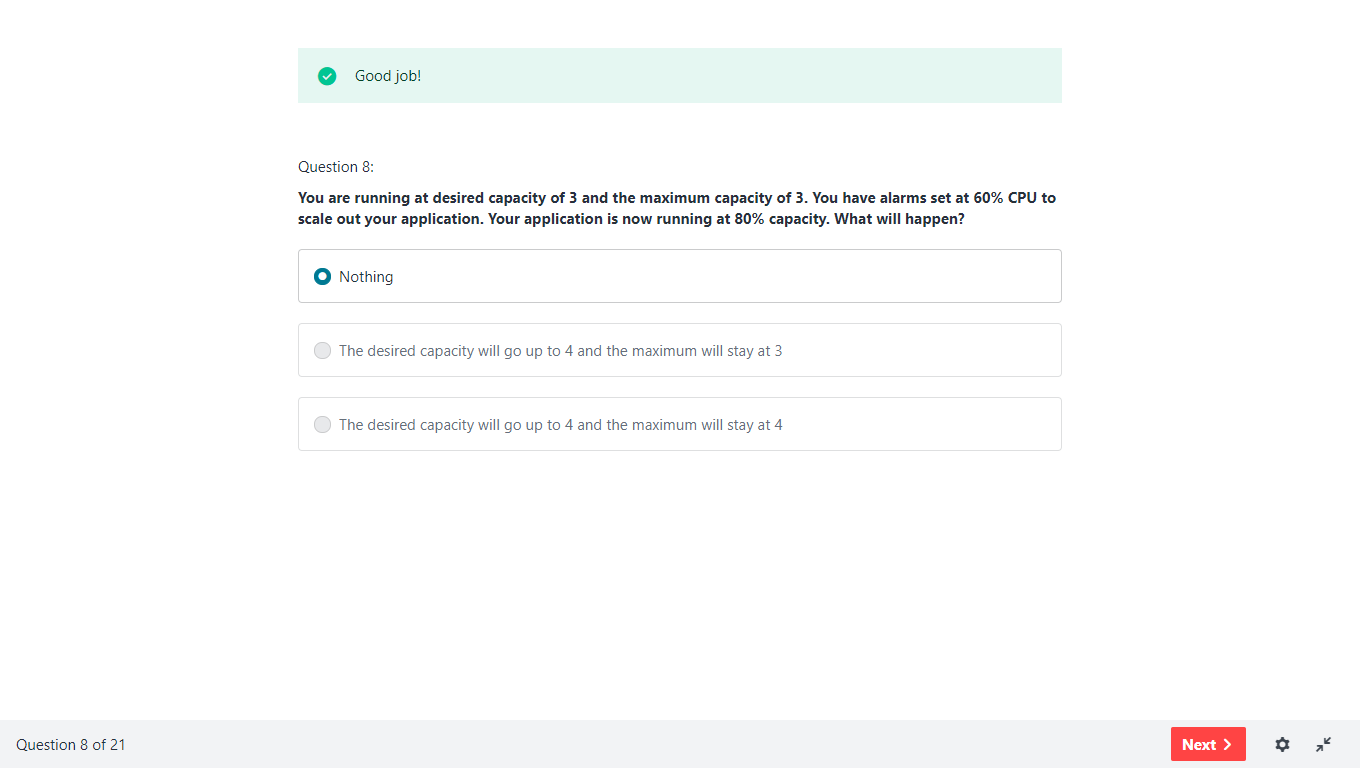 Good job!
Question 8:
You are running at desired capacity of 3 and the maximum capacity of 3. You have alarms set at 60% CPU to
scale out your application. Your application is now running at 80% capacity. What will happen?
Nothing
The desired capacity will go up to 4 and the maximum will stay at 3
The desired capacity will go up to 4 and the maximum will stay at 4
Question 8 of 21
Next